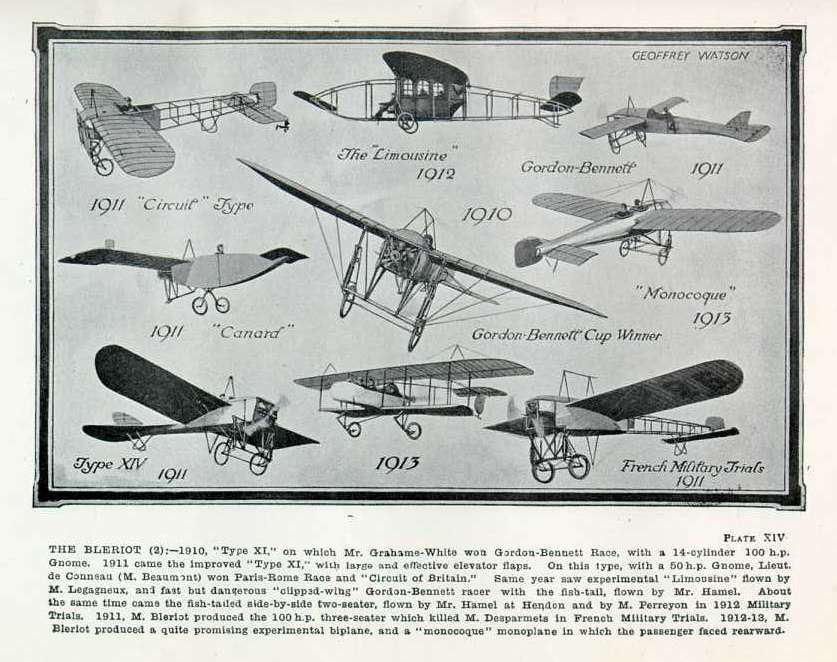 GEOFFREY WATSON
The "Limousine"
1912
Gordon-Bennett 1911
1911 "Circuit" Type
1910
"Monocoque"
1913
1911 "Canard"
Gordon-Bennett Cup Winner
Type XIV 1911
1913
French Military Trials
1911
PLATE XIV
THE BLERIOT (2):—1910, "Type XI," on which Mr. Grahame-White won Gordon-Bennett Race, with a 14-cylinder 100 h.p.
Gnome. 1911 came the improved "Type XI," with large and effective elevator flaps. On this type, with a 50 h.p. Gnome, Lieut.
de Conneau (M. Beaumont) won Paris-Rome Race and "Circuit of Britain." Same year saw experimental "Limousine" flown by
M. Legagneux, and fast but dangerous "clipped-wing" Gordon-Bennett racer with the fish-tail, flown by Mr. Hamel. About
the same time came the fish-tailed side-by-side two-seater, flown by Mr. Hamel at Hendon and by M. Perreyon in 1912 Military
Trials. 1911, M. Bleriot produced the 100 h.p. three-seater which killed M. Desparmets in French Military Trials. 1912-13, M.
Bleriot produced a quite promising experimental biplane, and a "monocoque" monoplane in which the passenger faced rearward.